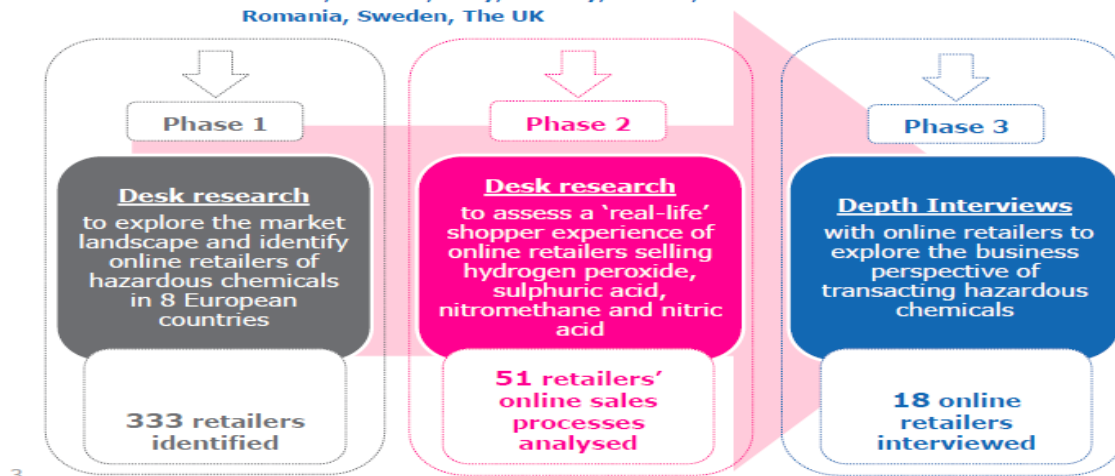 Romania, Sweden, The UK
Phase 1
Desk research
to explore the market
landscape and identify
online retailers of
hazardous chemicals
in 8 European
countries
333 retailers
identified
Phase 2
Desk research
to assess a ‘real-life’
shopper experience of
online retailers selling
hydrogen peroxide,
sulphuric acid,
nitromethane and nitric
acid
51 retailers’
online sales
processes
analysed
Phase 3
Depth Interviews
with online retailers to
explore the business
perspective of
transacting hazardous
chemicals
18 online
retailers
interviewed
3